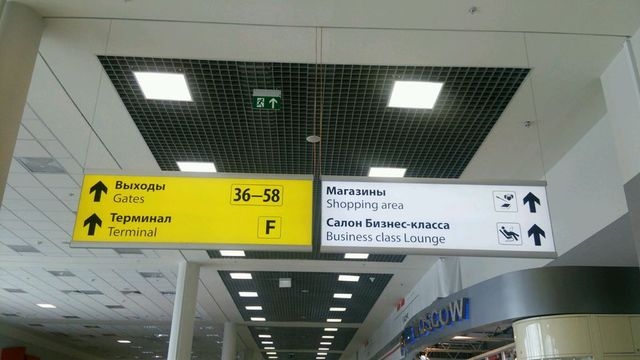 Выходы
Gates
36–58
Терминал
Terminal
F
Магазины
Shopping area
Салон Бизнес-класса
Business class Lounge
MOSCOW